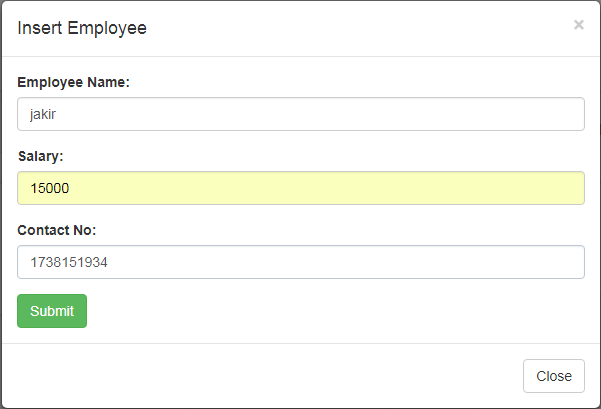 Insert Employee ×
Employee Name:
jakir
Salary:
15000
Contact No:
1738151934
Submit
Close